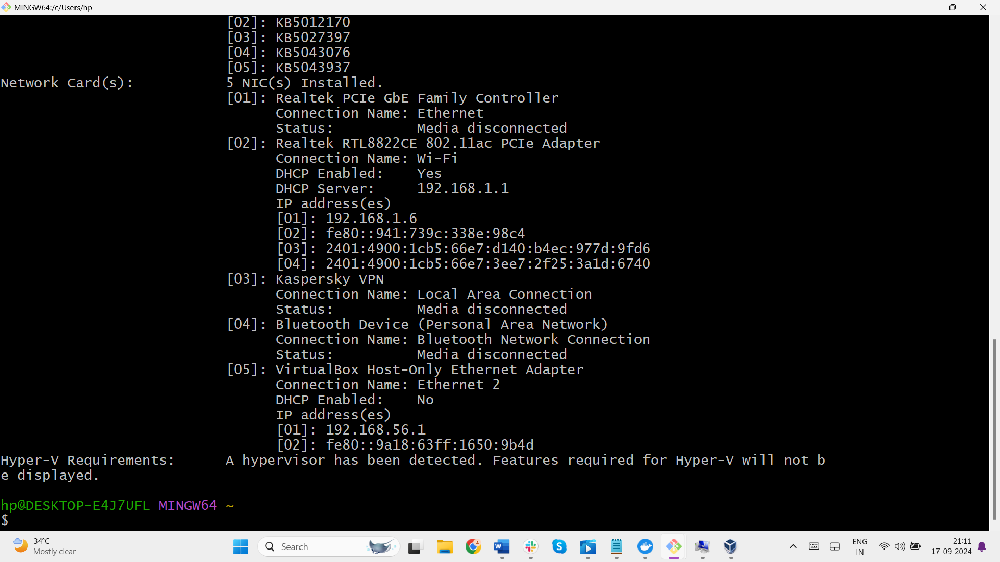 MINGW64:/c/Users/hp
[02]: KB5012170
[03]: KB5027397
[04]: KB5043076
[05]: KB5043937
Network Card(s): 5 NIC(s) Installed.
[01]: Realtek PCIe GbE Family Controller
Connection Name: Ethernet
Status: Media disconnected
[02]: Realtek RTL8822CE 802.11ac PCIe Adapter
Connection Name: Wi-Fi
DHCP Enabled: Yes
DHCP Server: 192.168.1.1
IP address(es)
[01]: 192.168.1.6
[02]: fe80::941:739c:338e:98c4
[03]: 2401:4900:1cb5:66e7:d140:b4ec:977d:9fd6
[04]: 2401:4900:1cb5:66e7:3ee7:2f25:3a1d:6740
[03]: Kaspersky VPN
Connection Name: Local Area Connection
Status: Media disconnected
[04]: Bluetooth Device (Personal Area Network)
Connection Name: Bluetooth Network Connection
Status: Media disconnected
[05]: VirtualBox Host-Only Ethernet Adapter
Connection Name: Ethernet 2
DHCP Enabled: No
IP address(es)
[01]: 192.168.56.1
[02]: fe80::9a18:63ff:1650:9b4d
Hyper-V Requirements: A hypervisor has been detected. Features required for Hyper-V will not b
e displayed.
hp@DESKTOP-E4J7UFL MINGW64 ~
$
34°C
Mostly clear
Search
ENG
IN
21:11
17-09-2024